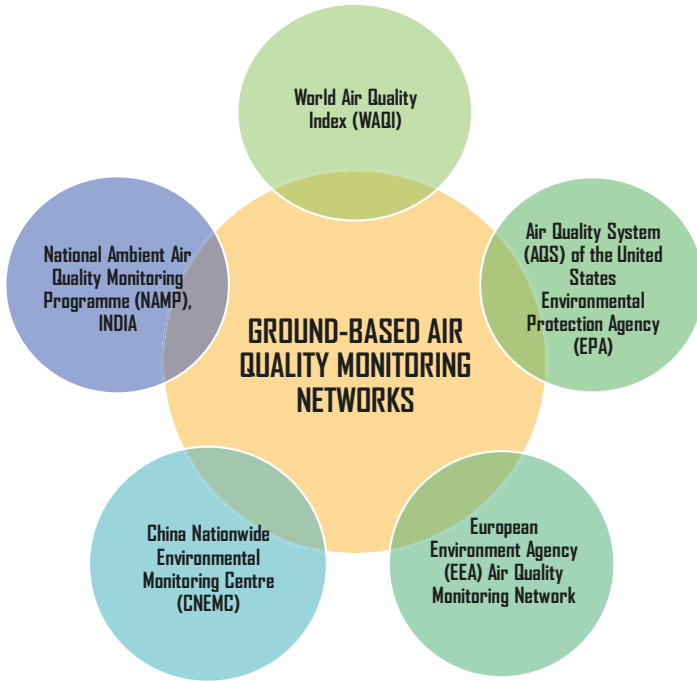 World Air Quality
Index (WAQI)
Air Quality System
(AQS) of the United
States
Environmental
Protection Agency
(EPA)
European
Environment Agency
(EEA) Air Quality
Monitoring Network
China Nationwide
Environmental
Monitoring Centre
(CNEMC)
National Ambient Air
Quality Monitoring
Programme (NAMP),
INDIA
GROUND-BASED AIR
QUALITY MONITORING
NETWORKS